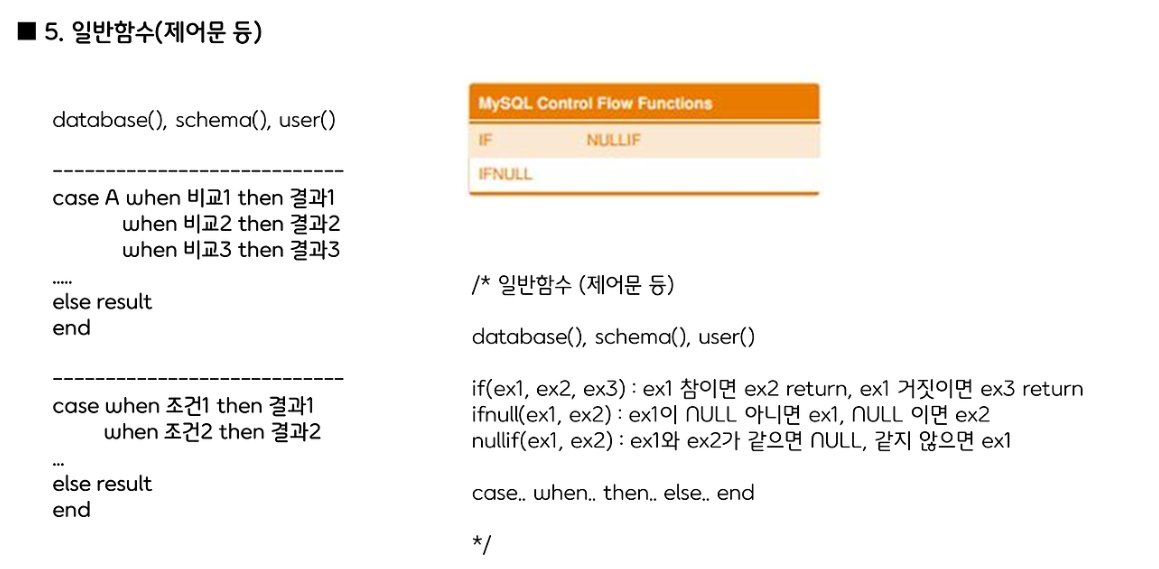 ■ 5. 일반함수(제어문 등)
database(), schema(), user()
----------------------------
case A when 비교1 then 결과1
when 비교2 then 결과2
when 비교3 then 결과3
.....
else result
end
----------------------------
case when 조건1 then 결과1
when 조건2 then 결과2
...
else result
end
MySQL Control Flow Functions
IF NULLIF
IFNULL
/* 일반함수 (제어문 등)
database(), schema(), user()
if(ex1, ex2, ex3) : ex1 참이면 ex2 return, ex1 거짓이면 ex3 return
ifnull(ex1, ex2) : ex1이 NULL 아니면 ex1, NULL 이면 ex2
nullif(ex1, ex2) : ex1와 ex2가 같으면 NULL, 같지 않으면 ex1
case.. when.. then.. else.. end
*/